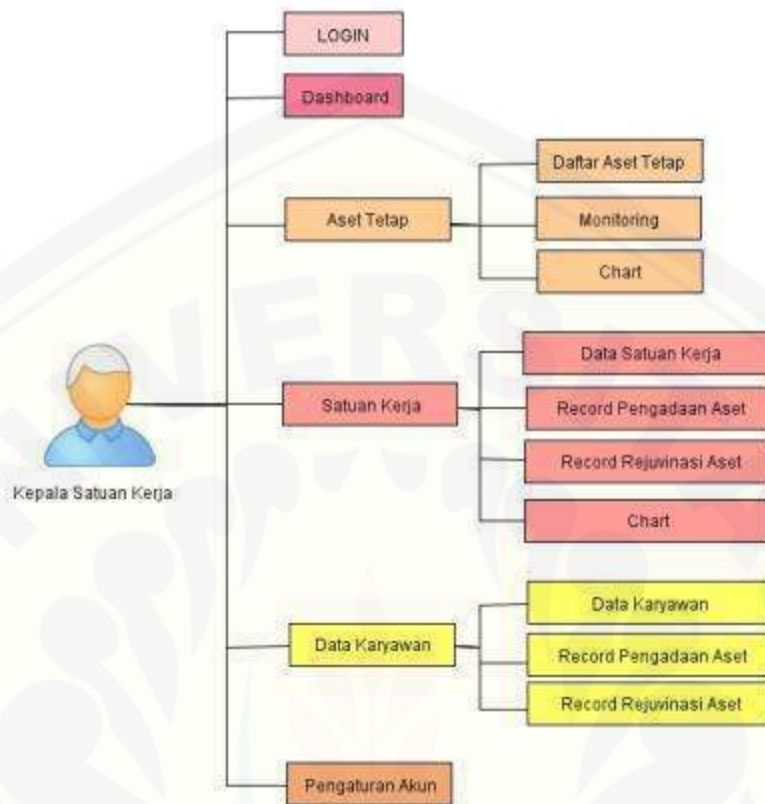 LOGIN
Dashboard
Aset Tetap
Daftar Aset Tetap
Monitoring
Chart
Kepala Satuan Kerja
Satuan Kerja
Data Satuan Kerja
Record Pengadaan Aset
Record Rejuvinasi Aset
Chart
Data Karyawan
Data Karyawan
Record Pengadaan Aset
Record Rejuvinasi Aset
Pengaturan Akun